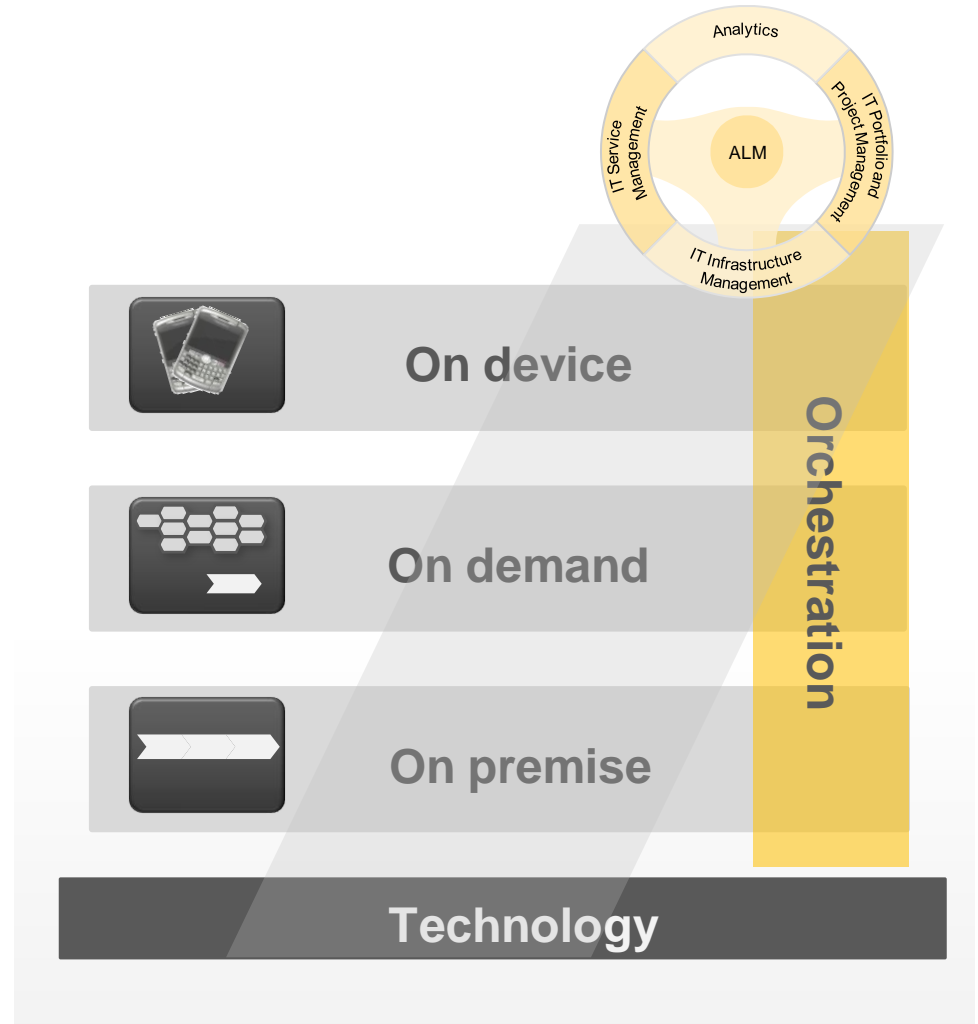 Analytics
IT Service
Management
ALM
IT Portfolio and
Project Management
IT Infrastructure
Management
On device
On demand
On premise
Orchestration
Technology